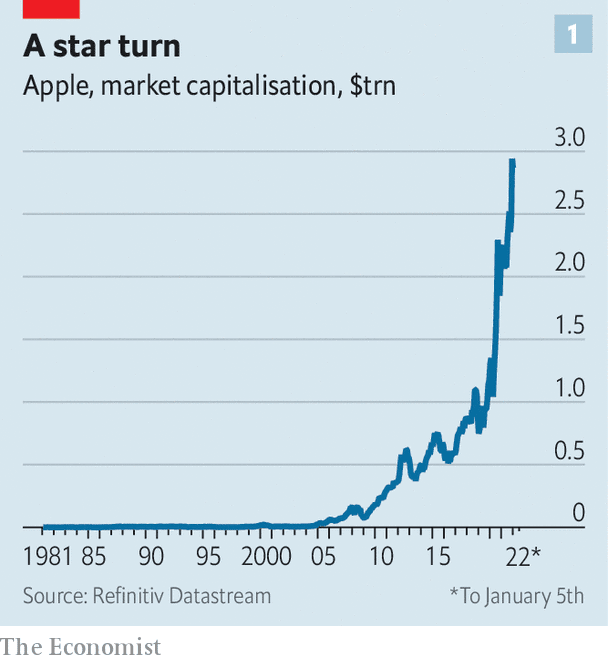 A star turn
1
Apple, market capitalisation, $trn
3.0
2.5
2.0
1.5
1.0
0.5
0
1981 85 90 95 2000 05 10 15 22*
Source: Refinitiv Datastream *To January 5th
The Economist